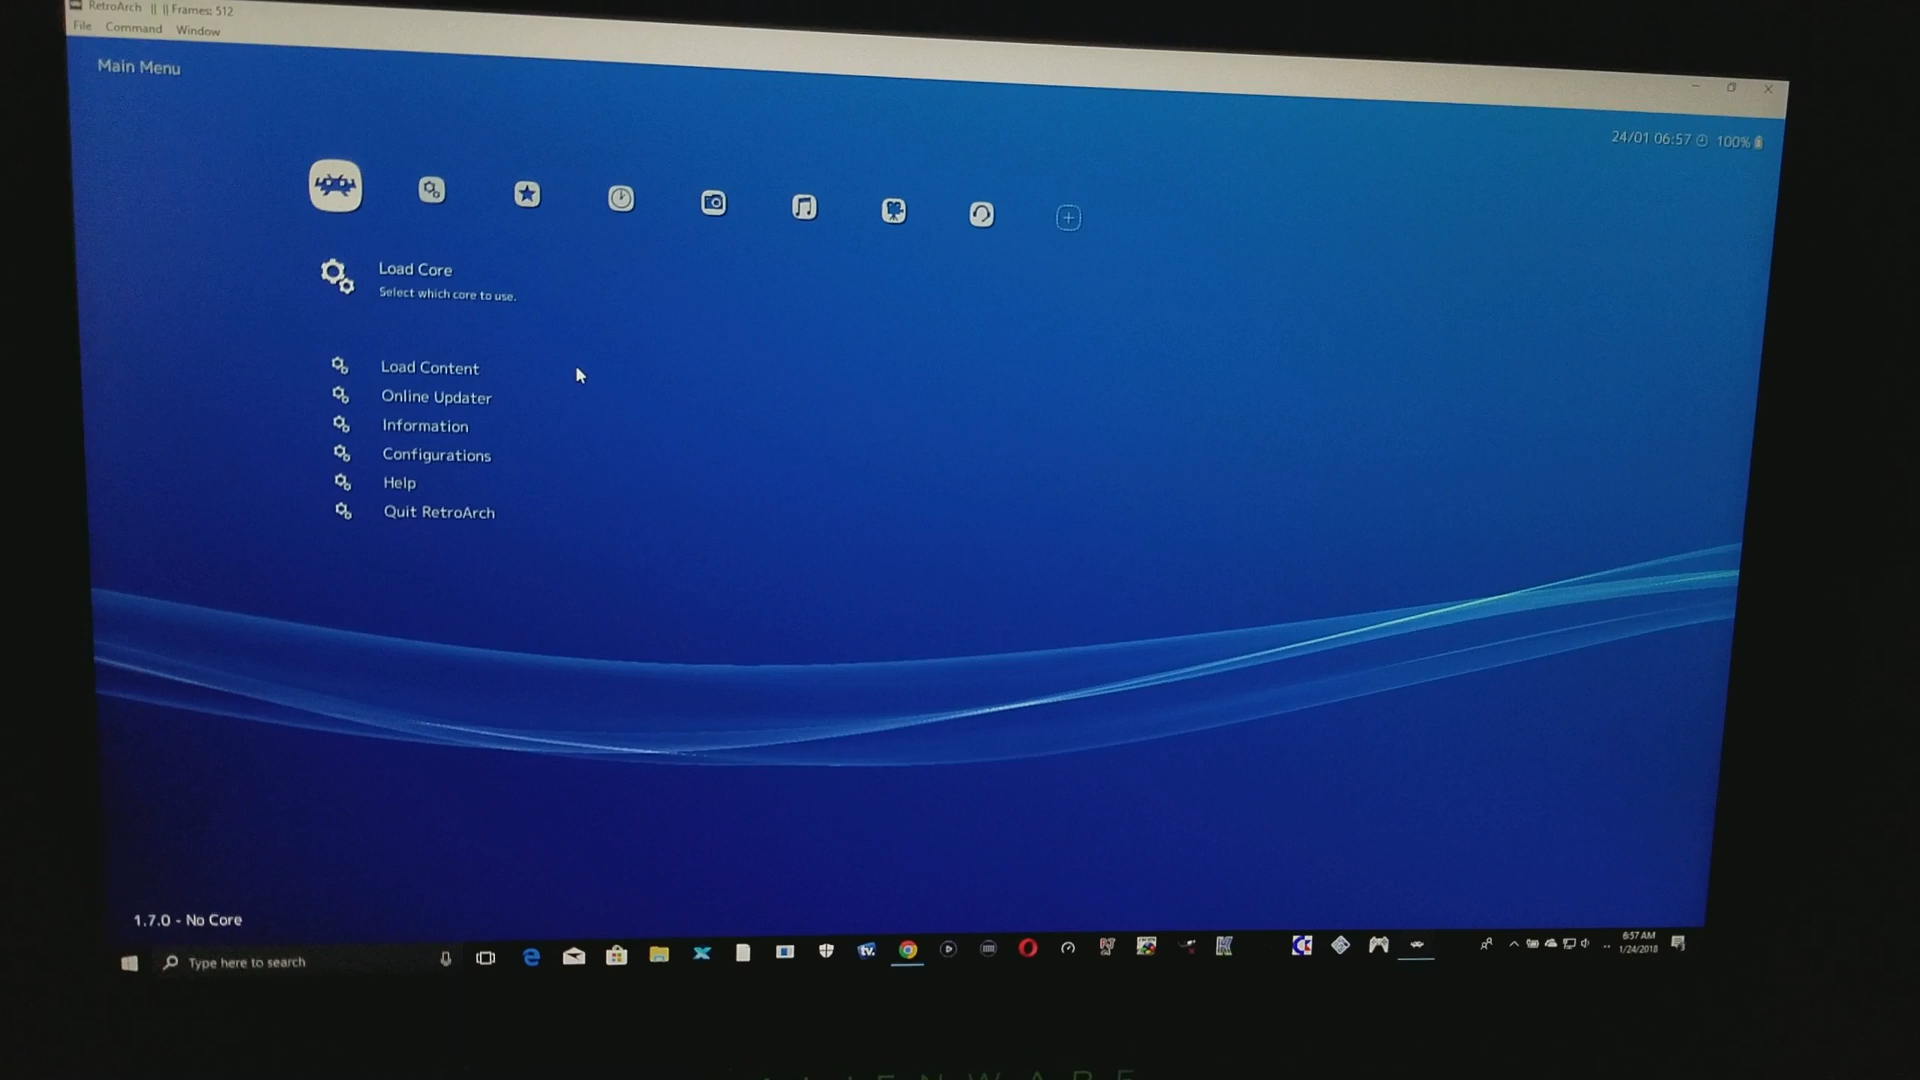 RetroArch || || Frames: 512
File Command Window
Main Menu
24/01 06:57 100%
Load Core
Select which core to use.
Load Content
Online Updater
Information
Configurations
Help
Quit RetroArch
1.7.0 - No Core
Type here to search
tv.
6:57 AM
1/24/2018
ALIENWARE